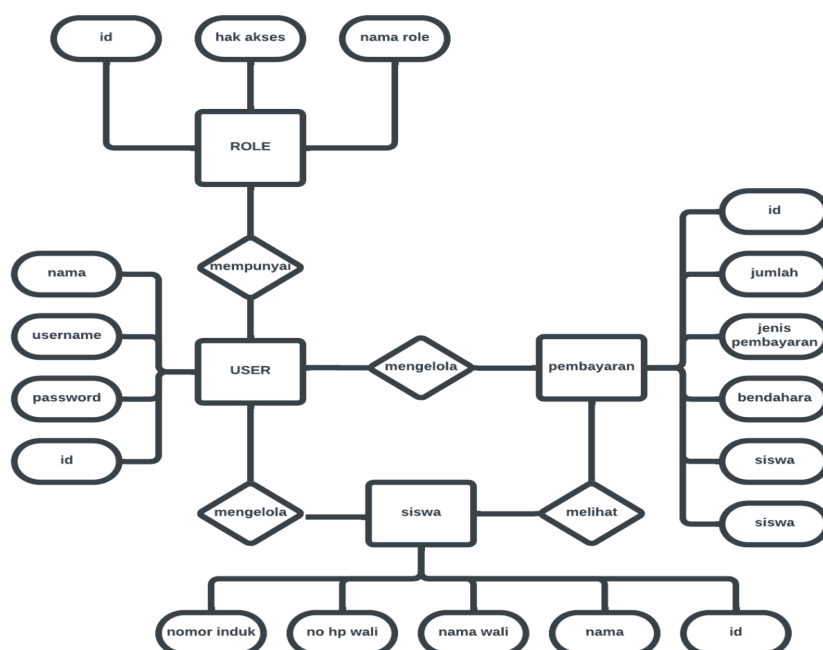 id
hak akses
nama role
ROLE
mempunyai
nama
username
password
id
USER
mengelola
pembayaran
id
jumlah
jenis
pembayaran
bendahara
siswa
siswa
mengelola
siswa
melihat
nomor induk
no hp wali
nama wali
nama
id